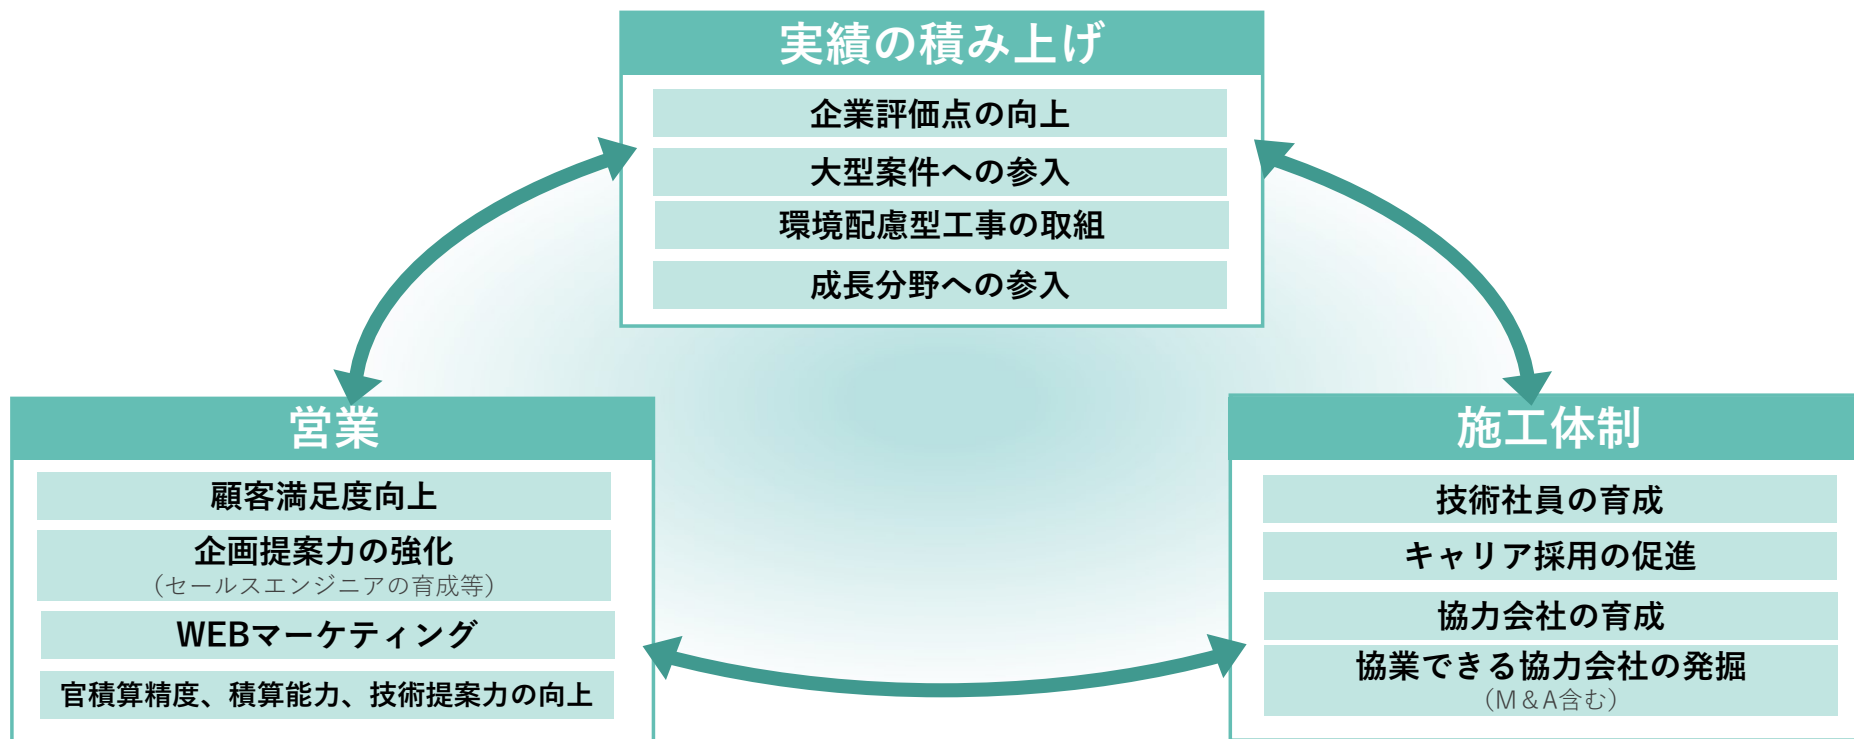 実績の積み上げ
企業評価点の向上
大型案件への参入
環境配慮型工事の取組
成長分野への参入
営業
顧客満足度向上
企画提案力の強化
（セールスエンジニアの育成等）
WEBマーケティング
官積算精度、積算能力、技術提案力の向上
施工体制
技術社員の育成
キャリア採用の促進
協力会社の育成
協業できる協力会社の発掘
（M＆A含む）